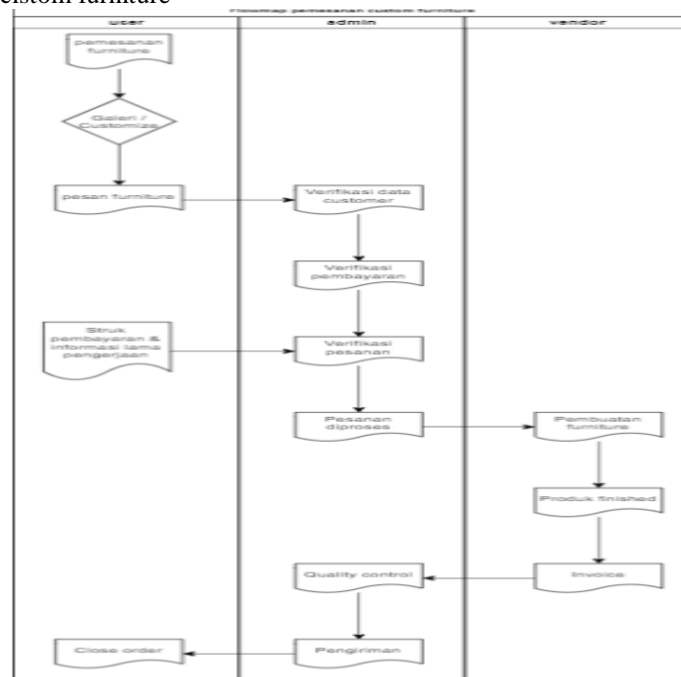 furniture
Flowmap pemesanan custom furniture
user
admin
vendor
pemesanan
furniture
Galeri /
Customize
pesan furniture
Verifikasi data
customer
Verifikasi
pembayaran
Struk
pembayaran &
informasi lama
pengerjaan
Verifikasi
pesanan
Pesanan
diproses
Pembuatan
furniture
Produk finished
Quality control
Invoice
Close order
Pengiriman